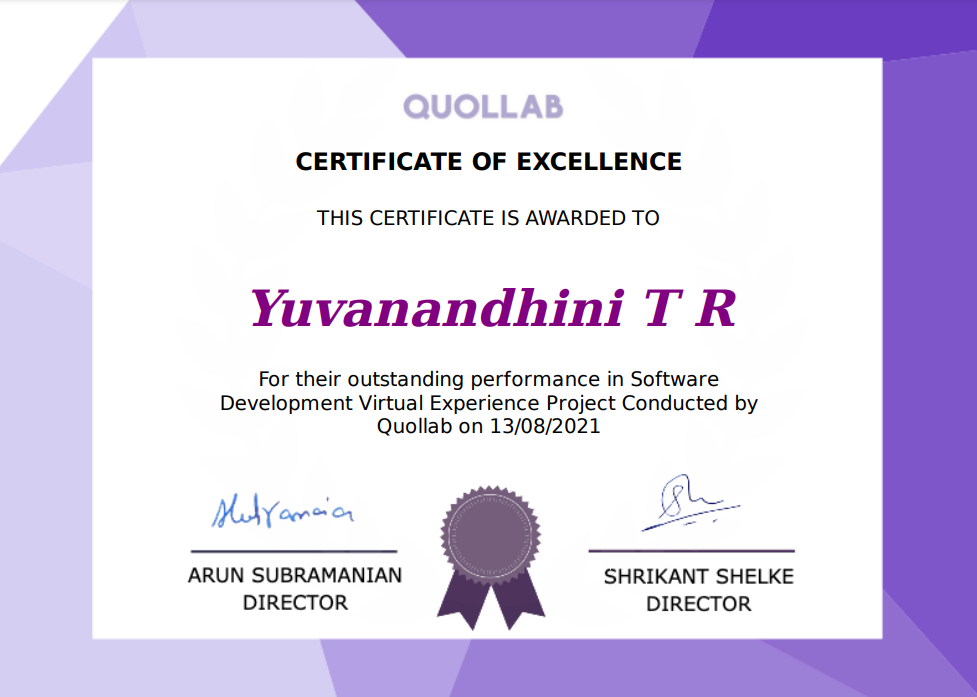 QUOLLAB
CERTIFICATE OF EXCELLENCE
THIS CERTIFICATE IS AWARDED TO
Yuvanandhini T R
For their outstanding performance in Software
Development Virtual Experience Project Conducted by
Quollab on 13/08/2021
ARUN SUBRAMANIAN
DIRECTOR
SHRIKANT SHELKE
DIRECTOR